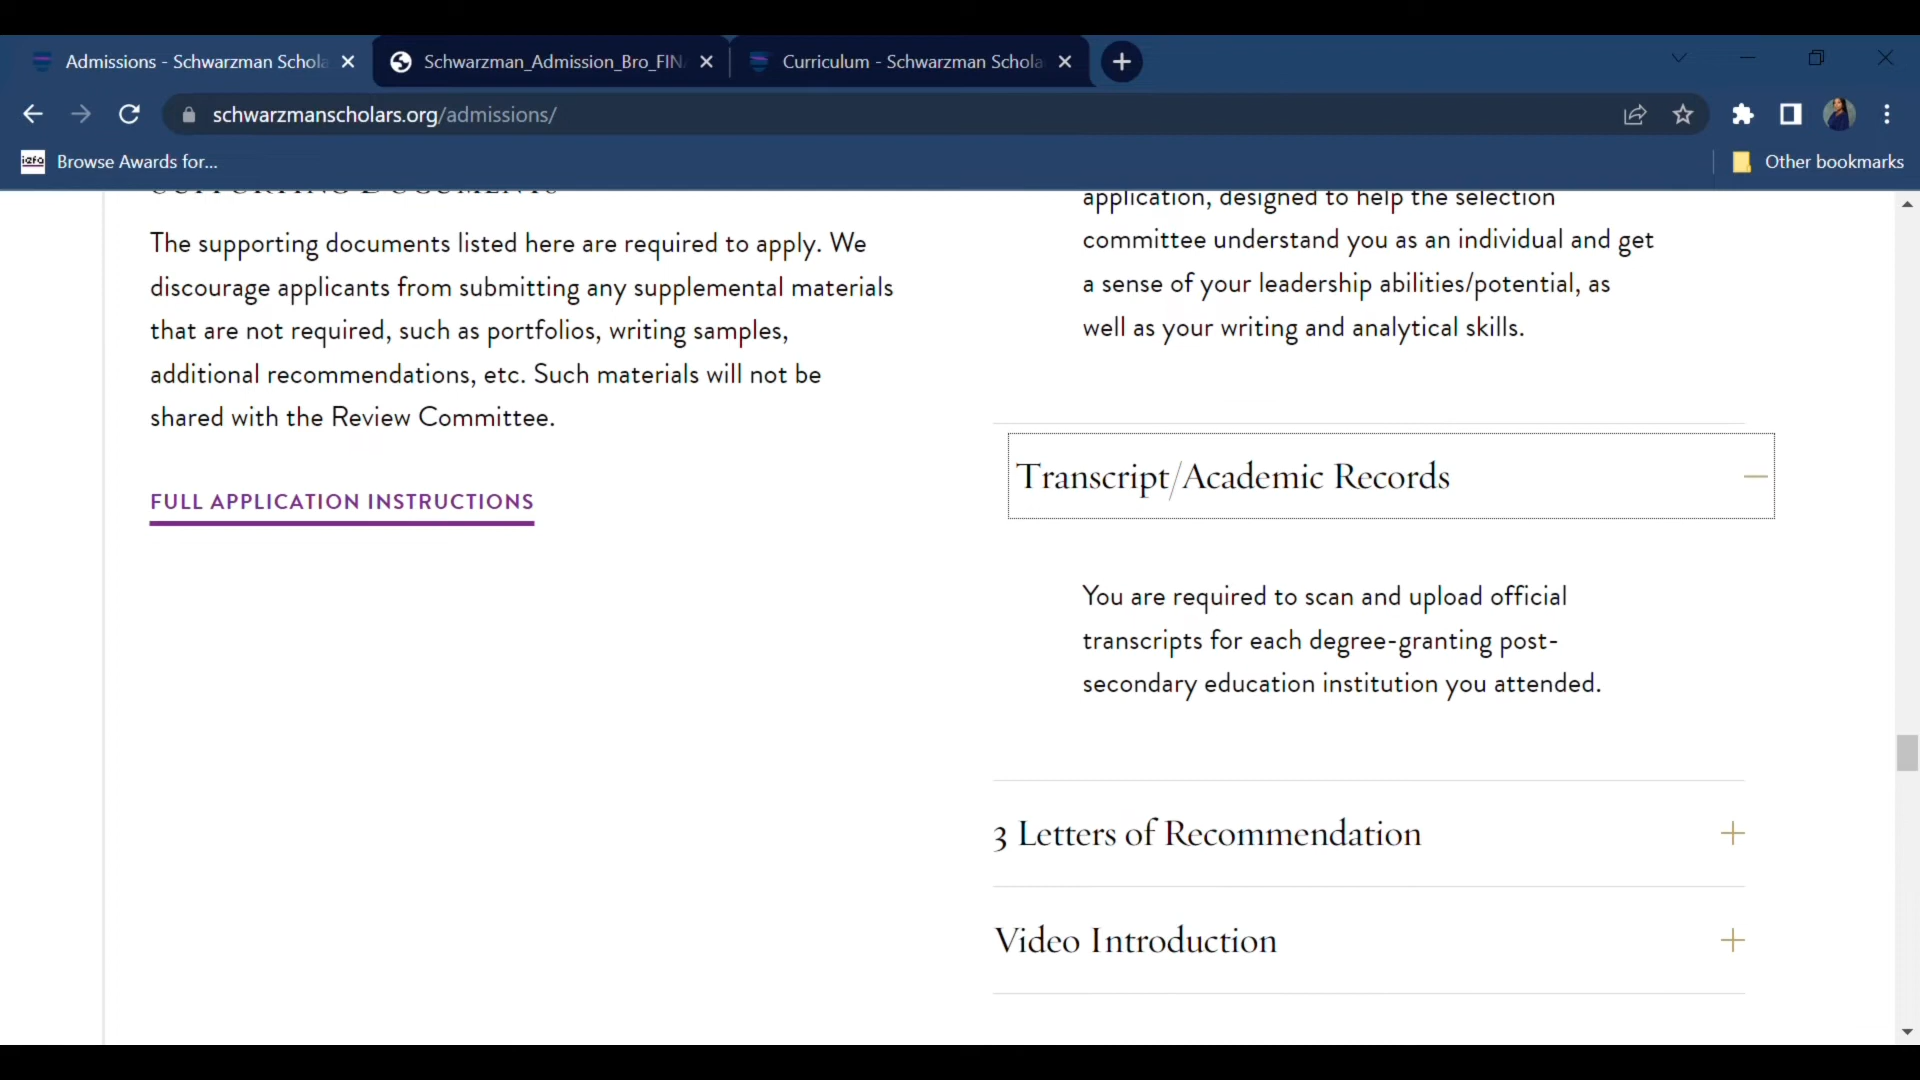 Admissions - Schwarzman Schola
Schwarzman_Admission_Bro_FIN
Curriculum - Schwarzman Schola
schwarzmanscholars.org/admissions/
iefa
Browse Awards for...
Other bookmarks
SUPPORTING DOCUMENTS
The supporting documents listed here are required to apply. We
discourage applicants from submitting any supplemental materials
that are not required, such as portfolios, writing samples,
additional recommendations, etc. Such materials will not be
shared with the Review Committee.
FULL APPLICATION INSTRUCTIONS
application, designed to help the selection
committee understand you as an individual and get
a sense of your leadership abilities/potential, as
well as your writing and analytical skills.
Transcript/Academic Records
You are required to scan and upload official
transcripts for each degree-granting post-
secondary education institution you attended.
3 Letters of Recommendation
Video Introduction